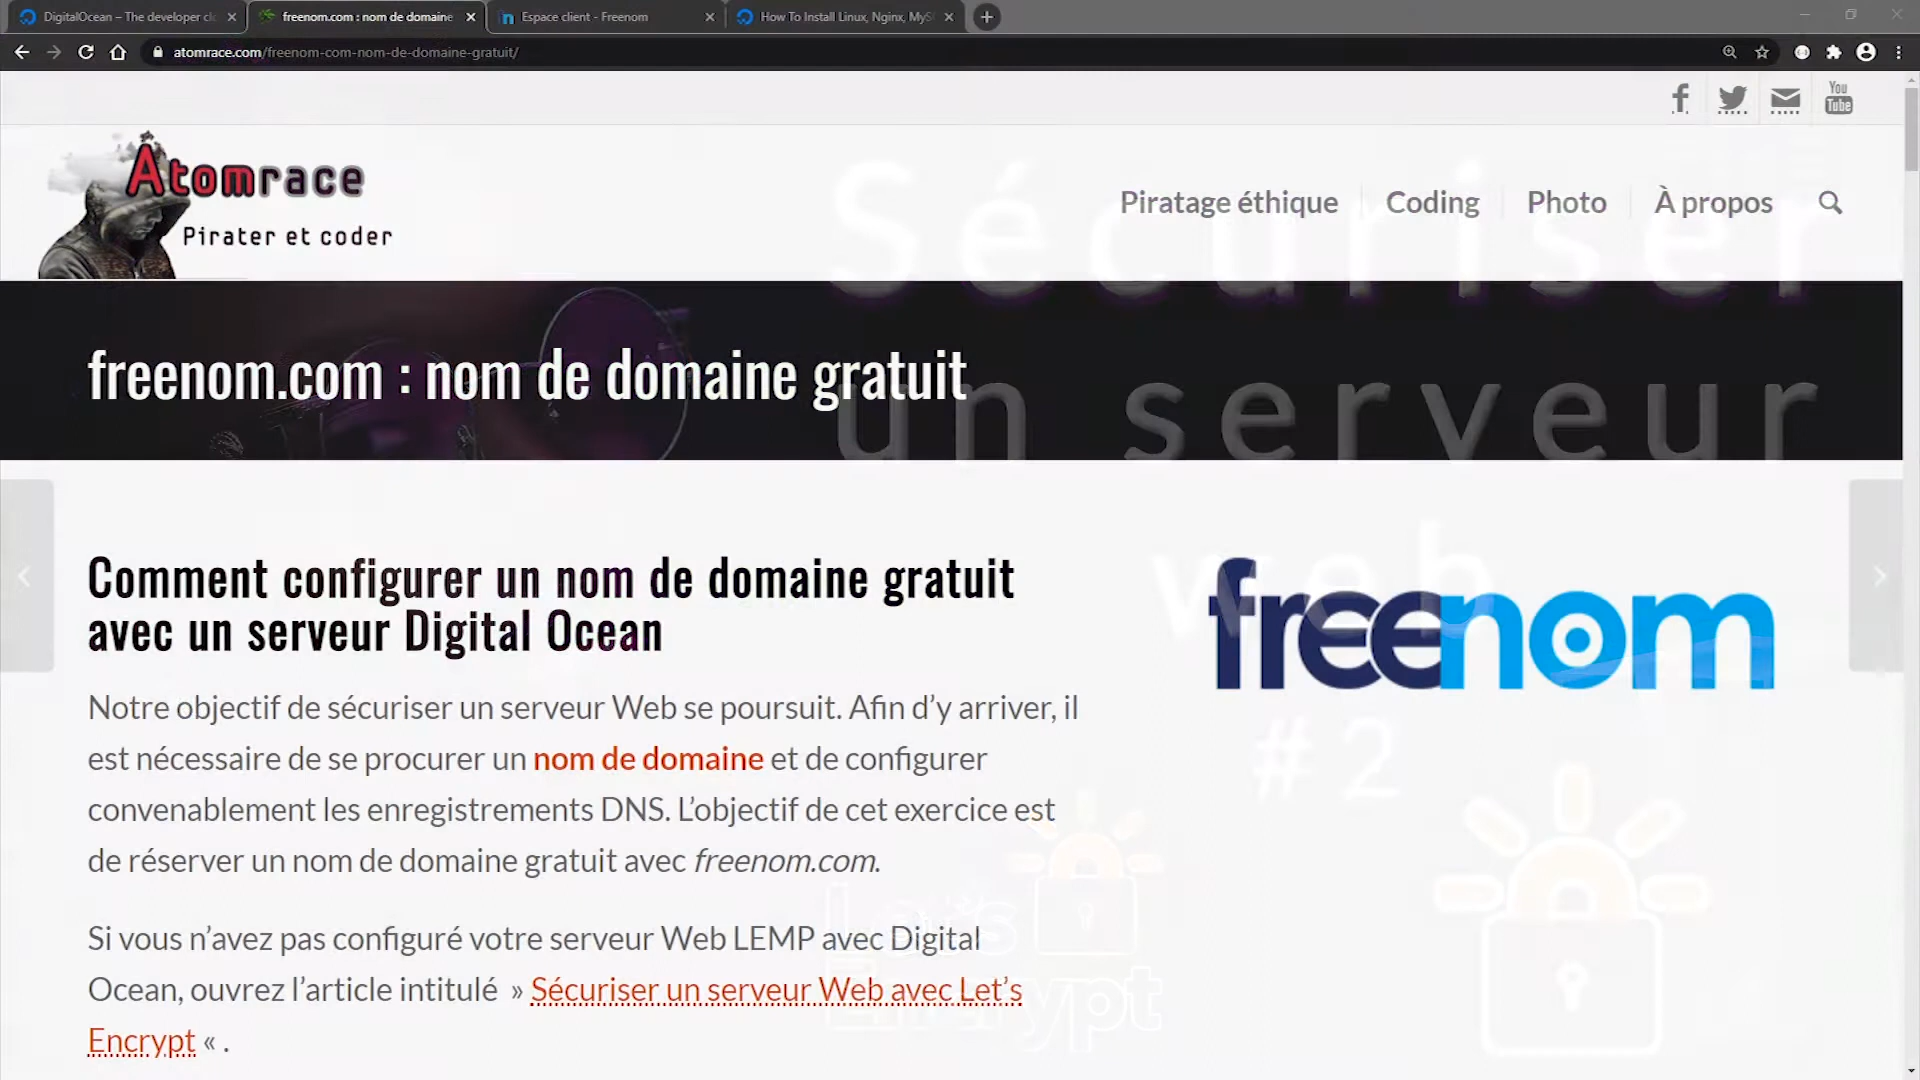 DigitalOcean – The developer cl
freenom.com : nom de domaine
Espace client - Freenom
How To Install Linux, Nginx, MyS
atomrace.com/freenom-com-nom-de-domaine-gratuit/
You
Tube
Atomrace
Pirater et coder
Piratage éthique
Coding
Photo
À propos
Sécuriser
un serveur
web
# 2
freenom.com : nom de domaine gratuit
Comment configurer un nom de domaine gratuit
avec un serveur Digital Ocean
freenom
Notre objectif de sécuriser un serveur Web se poursuit. Afin d’y arriver, il
est nécessaire de se procurer un nom de domaine et de configurer
convenablement les enregistrements DNS. L’objectif de cet exercice est
de réserver un nom de domaine gratuit avec freenom.com.
Si vous n’avez pas configuré votre serveur Web LEMP avec Digital
Ocean, ouvrez l’article intitulé » Sécuriser un serveur Web avec Let’s
Encrypt « .
Let's
Encrypt